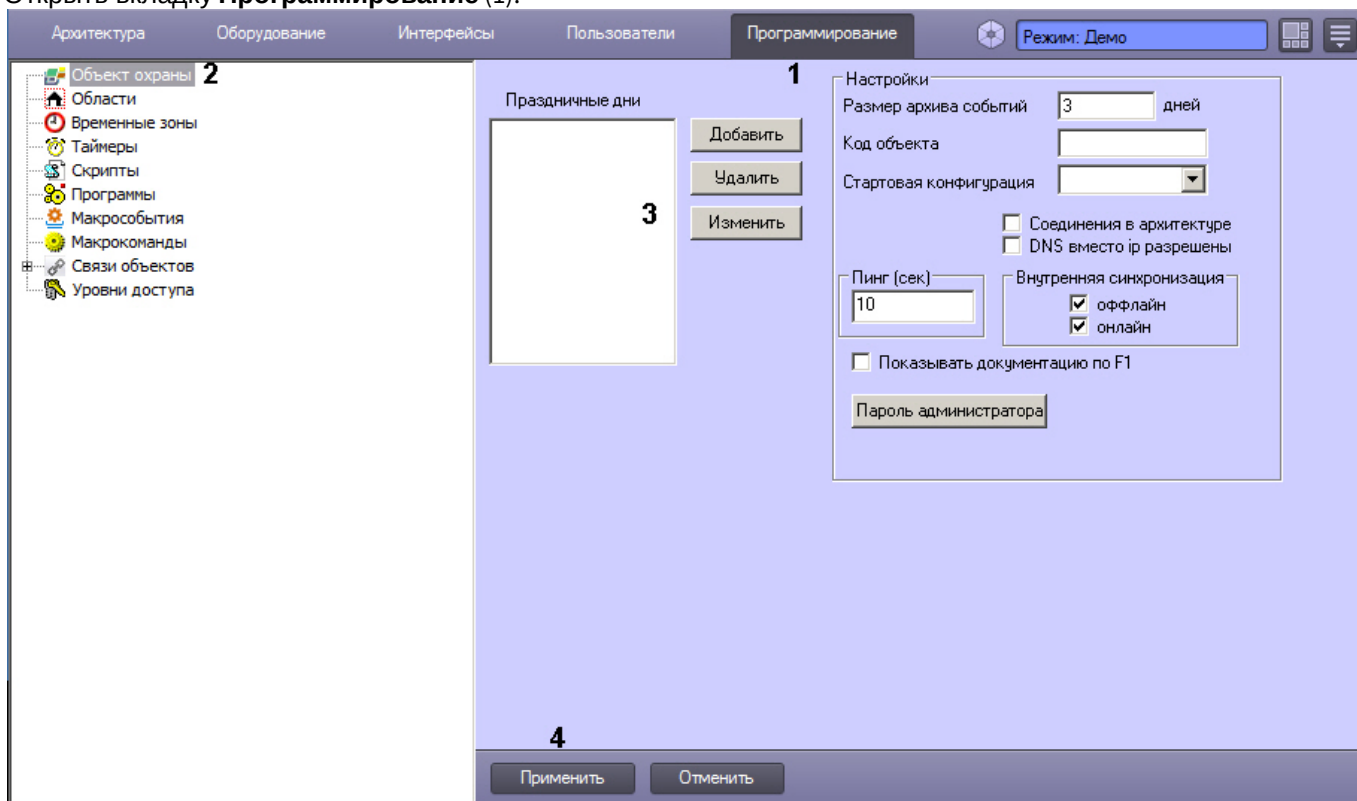 Открыть вкладку Программирование (1).
Архитектура Оборудование Интерфейсы Пользователи Программирование Режим: Демо
Объект охраны 2
Области
Временные зоны
Таймеры
Скрипты
Программы
Макрособытия
Макрокоманды
Связи объектов
Уровни доступа
1
Праздничные дни
Добавить
Удалить
3
Изменить
Настройки
Размер архива событий 3 дней
Код объекта
Стартовая конфигурация
Соединения в архитектуре
DNS вместо ip разрешены
Пинг (сек)
10
Внутренняя синхронизация
оффлайн
онлайн
Показывать документацию по F1
Пароль администратора
4
Применить Отменить